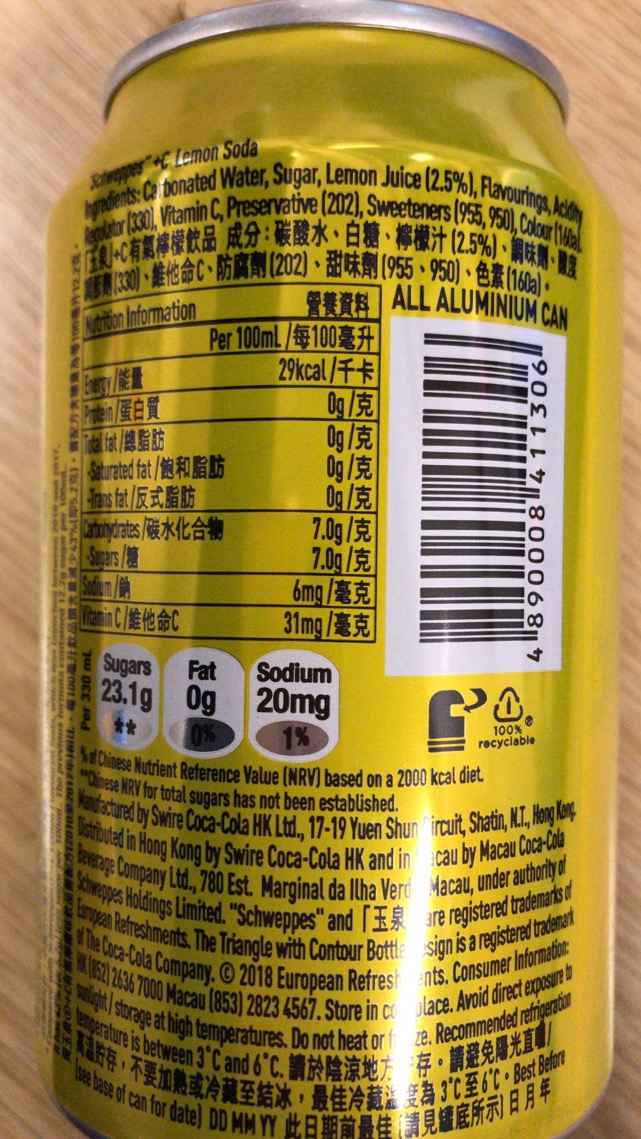 "Schweppes" +C Lemon Soda
Ingredients: Carbonated Water, Sugar, Lemon Juice (2.5%), Flavourings, Acidity
Regulator (330), Vitamin C, Preservative (202), Sweeteners (955, 950), Colour (160a).
「玉泉」+C有氣檸檬飲品 成分：碳酸水、白糖、檸檬汁(2.5%)、調味劑、酸度
調節劑(330)、維他命C、防腐劑(202)、甜味劑(955、950)、色素(160a)。
ALL ALUMINIUM CAN
Nutrition Information 營養資料
Per 100mL/每100毫升
Energy/能量 29kcal/千卡
Protein/蛋白質 0g/克
Total fat/總脂肪 0g/克
-Saturated fat/飽和脂肪 0g/克
-Trans fat/反式脂肪 0g/克
Carbohydrates/碳水化合物 7.0g/克
-Sugars/糖 7.0g/克
Sodium/鈉 6mg/毫克
Vitamin C/維他命C 31mg/毫克
4 890008 411306
Per 330 mL
Sugars 23.1g **
Fat 0g 0%
Sodium 20mg 1%
100%
recyclable
% of Chinese Nutrient Reference Value (NRV) based on a 2000 kcal diet.
**Chinese NRV for total sugars has not been established.
Manufactured by Swire Coca-Cola HK Ltd., 17-19 Yuen Shun Circuit, Shatin, N.T., Hong Kong.
Distributed in Hong Kong by Swire Coca-Cola HK and in Macau by Macau Coca-Cola
Beverage Company Ltd., 780 Est. Marginal da Ilha Verde Macau, under authority of
Schweppes Holdings Limited. "Schweppes" and「玉泉」are registered trademarks of
European Refreshments. The Triangle with Contour Bottle Design is a registered trademark
of The Coca-Cola Company. © 2018 European Refreshments. Consumer Information:
HK (852) 2636 7000 Macau (853) 2823 4567. Store in cool place. Avoid direct exposure to
sunlight/storage at high temperatures. Do not heat or freeze. Recommended refrigeration
temperature is between 3°C and 6°C. 請於陰涼地方貯存。請避免陽光直曬/
高溫貯存，不要加熱或冷藏至結冰，最佳冷藏溫度為3°C至6°C。Best Before
(see base of can for date) DD MM YY 此日期前最佳(請見罐底所示)日月年